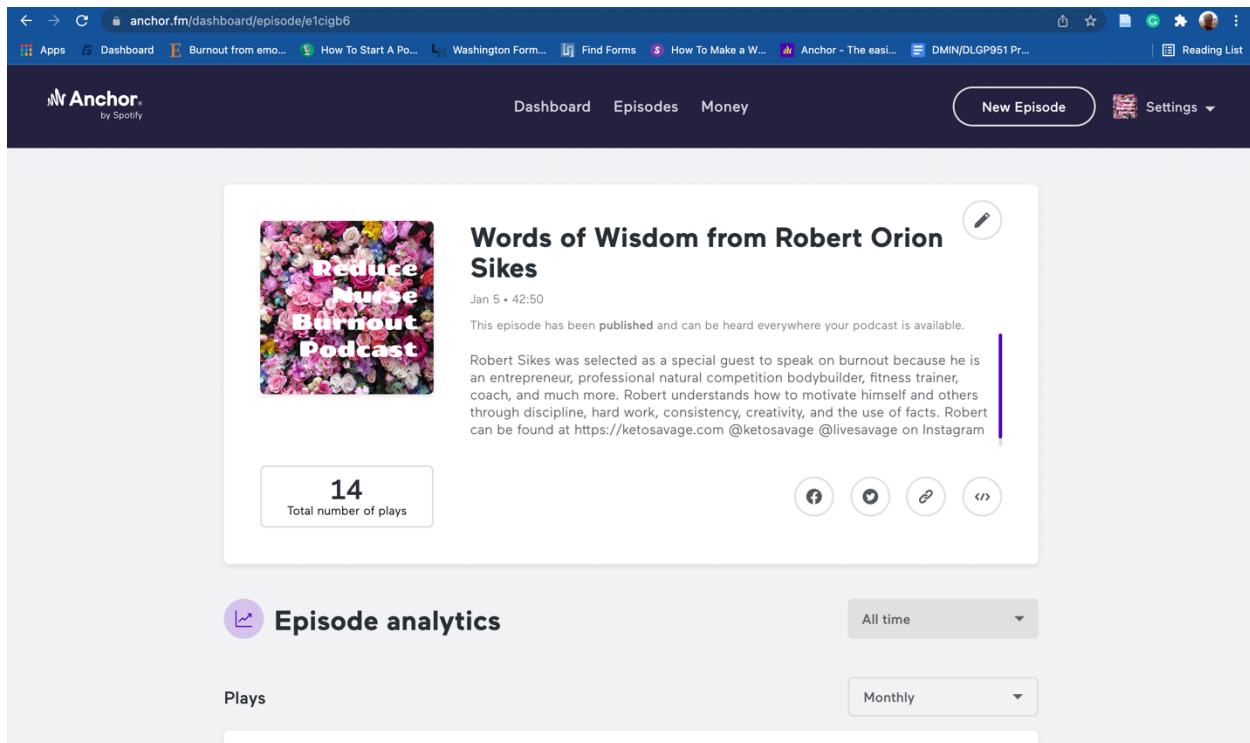 anchor.fm/dashboard/episode/e1cigb6
Apps Dashboard Burnout from emo... How To Start A Po... Washington Form... Find Forms How To Make a W... Anchor - The easi... DMIN/DLGP951 Pr... Reading List
Anchor
by Spotify
Dashboard Episodes Money
New Episode
Settings
Reduce
Nurse
Burnout
Podcast
Words of Wisdom from Robert Orion
Sikes
Jan 5 • 42:50
This episode has been published and can be heard everywhere your podcast is available.
Robert Sikes was selected as a special guest to speak on burnout because he is
an entrepreneur, professional natural competition bodybuilder, fitness trainer,
coach, and much more. Robert understands how to motivate himself and others
through discipline, hard work, consistency, creativity, and the use of facts. Robert
can be found at https://ketosavage.com @ketosavage @livesavage on Instagram
14
Total number of plays
Episode analytics
All time
Plays
Monthly